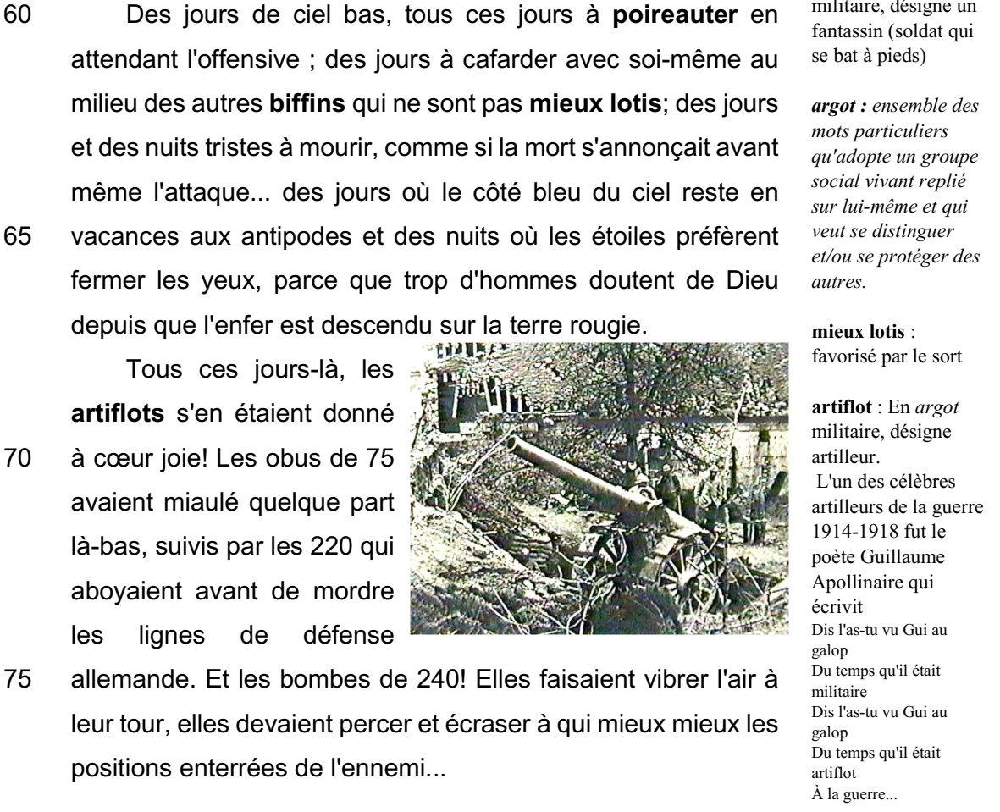 60 Des jours de ciel bas, tous ces jours à poireauter en
attendant l'offensive ; des jours à cafarder avec soi-même au
milieu des autres biffins qui ne sont pas mieux lotis; des jours
et des nuits tristes à mourir, comme si la mort s'annonçait avant
même l'attaque... des jours où le côté bleu du ciel reste en
65 vacances aux antipodes et des nuits où les étoiles préfèrent
fermer les yeux, parce que trop d'hommes doutent de Dieu
depuis que l'enfer est descendu sur la terre rougie.
Tous ces jours-là, les
artiflots s'en étaient donné
70 à cœur joie! Les obus de 75
avaient miaulé quelque part
là-bas, suivis par les 220 qui
aboyaient avant de mordre
les lignes de défense
75 allemande. Et les bombes de 240! Elles faisaient vibrer l'air à
leur tour, elles devaient percer et écraser à qui mieux mieux les
positions enterrées de l'ennemi...
militaire, désigne un
fantassin (soldat qui
se bat à pieds)
argot : ensemble des
mots particuliers
qu'adopte un groupe
social vivant replié
sur lui-même et qui
veut se distinguer
et/ou se protéger des
autres.
mieux lotis :
favorisé par le sort
artiflot : En argot
militaire, désigne
artilleur.
L'un des célèbres
artilleurs de la guerre
1914-1918 fut le
poète Guillaume
Apollinaire qui
écrivit
Dis l'as-tu vu Gui au
galop
Du temps qu'il était
militaire
Dis l'as-tu vu Gui au
galop
Du temps qu'il était
artiflot
À la guerre...